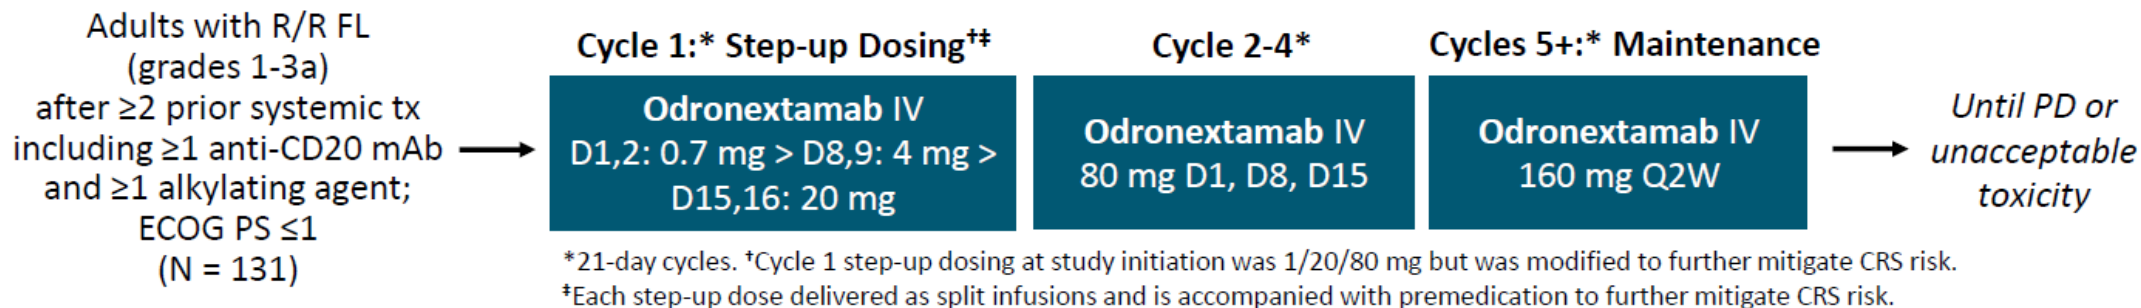 Adults with R/R FL
(grades 1-3a)
after ≥2 prior systemic tx
including ≥1 anti-CD20 mAb
and ≥1 alkylating agent;
ECOG PS ≤1
(N = 131)
Cycle 1:* Step-up Dosing†‡
Odronextamab IV
D1,2: 0.7 mg > D8,9: 4 mg >
D15,16: 20 mg
Cycle 2-4*
Odronextamab IV
80 mg D1, D8, D15
Cycles 5+:* Maintenance
Odronextamab IV
160 mg Q2W
Until PD or
unacceptable
toxicity
*21-day cycles. †Cycle 1 step-up dosing at study initiation was 1/20/80 mg but was modified to further mitigate CRS risk.
‡Each step-up dose delivered as split infusions and is accompanied with premedication to further mitigate CRS risk.